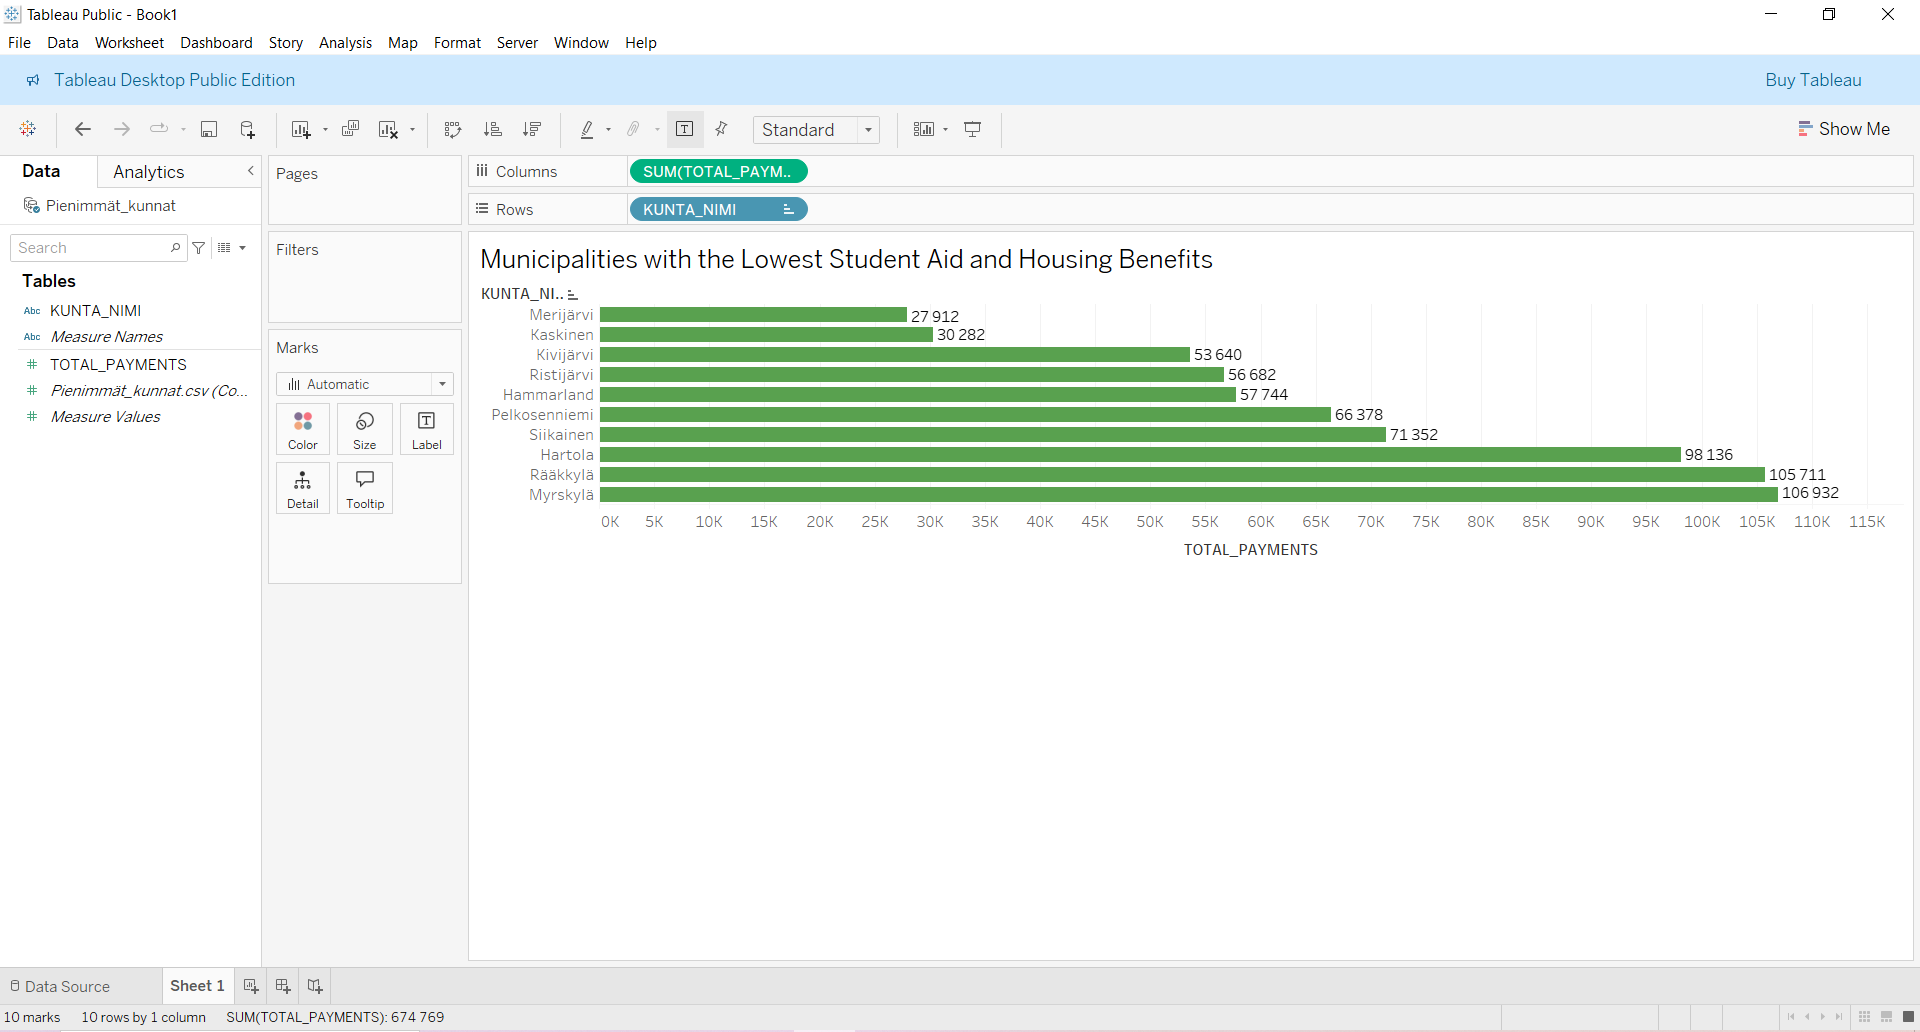 Tableau Public - Book1
File Data Worksheet Dashboard Story Analysis Map Format Server Window Help
Tableau Desktop Public Edition
Buy Tableau
Standard
Show Me
Data
Analytics
Pienimmät_kunnat
Search
Tables
Abc KUNTA_NIMI
Abc Measure Names
# TOTAL_PAYMENTS
# Pienimmät_kunnat.csv (Co...
# Measure Values
Pages
Filters
Marks
Automatic
Color
Size
Label
Detail
Tooltip
Columns
SUM(TOTAL_PAYM..
Rows
KUNTA_NIMI
Municipalities with the Lowest Student Aid and Housing Benefits
KUNTA_NI..
Merijärvi 27 912
Kaskinen 30 282
Kivijärvi 53 640
Ristijärvi 56 682
Hammarland 57 744
Pelkosenniemi 66 378
Siikainen 71 352
Hartola 98 136
Rääkkylä 105 711
Myrskylä 106 932
0K 5K 10K 15K 20K 25K 30K 35K 40K 45K 50K 55K 60K 65K 70K 75K 80K 85K 90K 95K 100K 105K 110K 115K
TOTAL_PAYMENTS
Data Source
Sheet 1
10 marks
10 rows by 1 column
SUM(TOTAL_PAYMENTS): 674 769